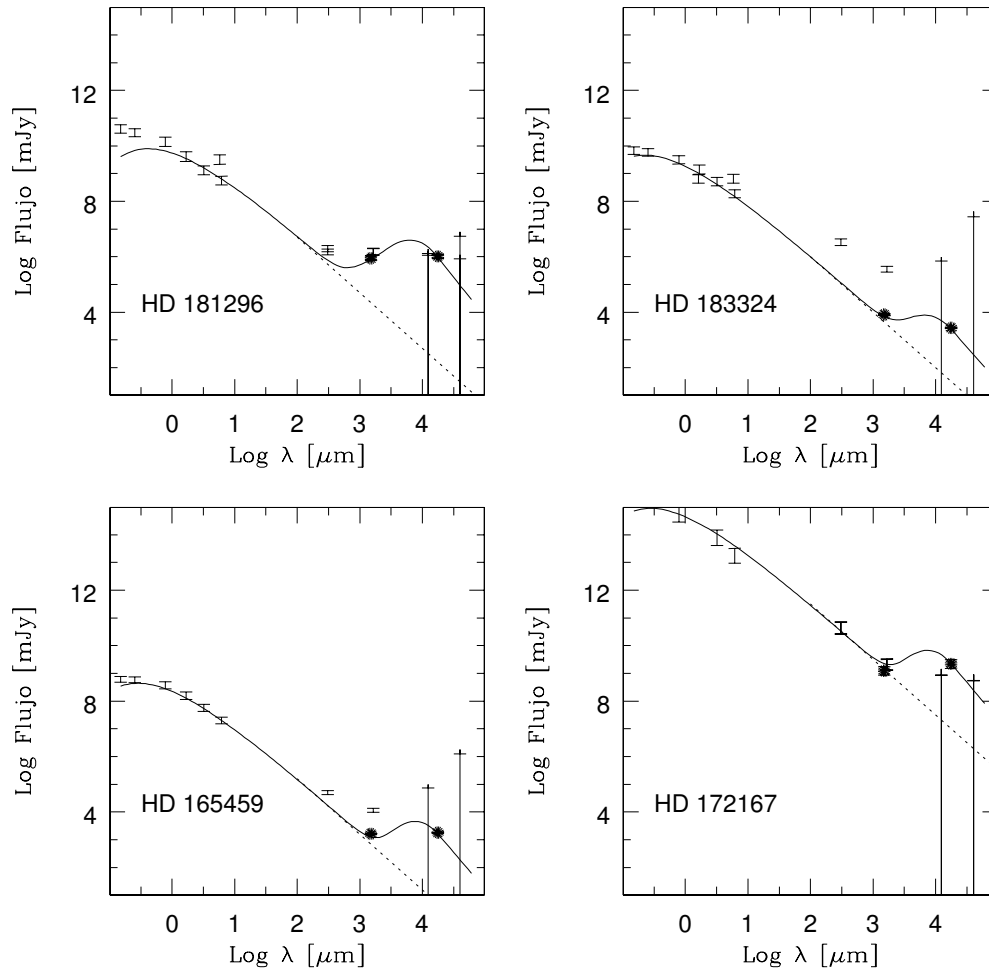 Log Flujo [mJy]
12
8
4
HD 181296
0 1 2 3 4
Log λ [μm]
Log Flujo [mJy]
12
8
4
HD 183324
0 1 2 3 4
Log λ [μm]
Log Flujo [mJy]
12
8
4
HD 165459
0 1 2 3 4
Log λ [μm]
Log Flujo [mJy]
12
8
4
HD 172167
0 1 2 3 4
Log λ [μm]